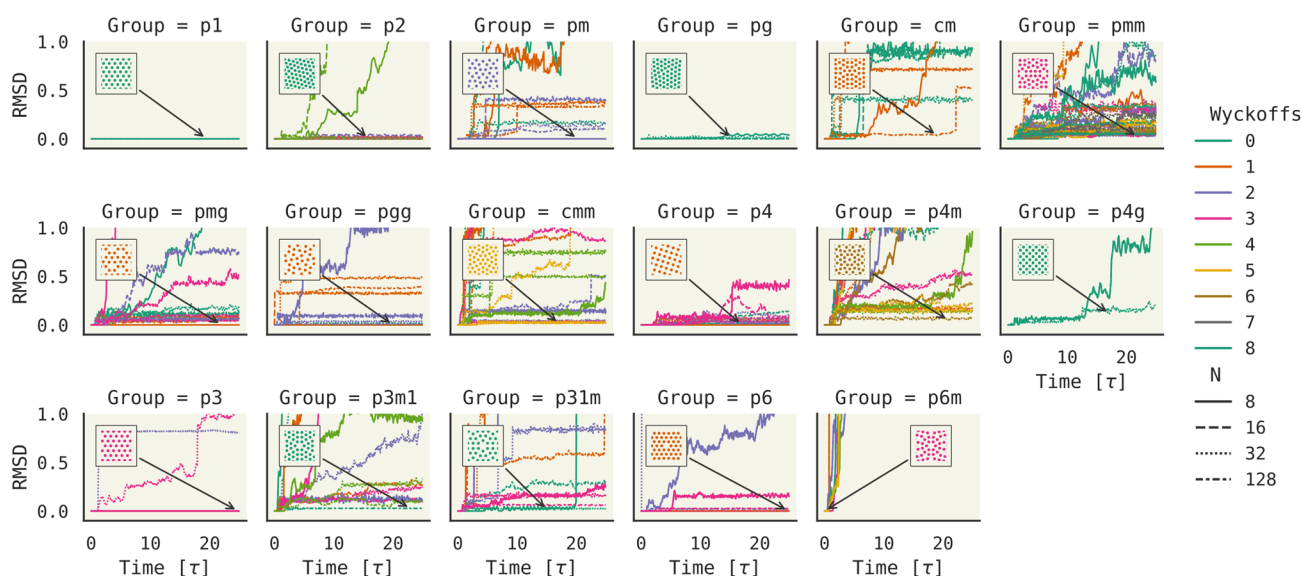 Group = p1
Group = p2
Group = pm
Group = pg
Group = cm
Group = pmm
RMSD
1.0
0.5
0.0
Group = pmg
Group = pgg
Group = cmm
Group = p4
Group = p4m
Group = p4g
RMSD
1.0
0.5
0.0
0 10 20
Time [τ]
Group = p3
Group = p3m1
Group = p31m
Group = p6
Group = p6m
RMSD
1.0
0.5
0.0
0 10 20
Time [τ]
0 10 20
Time [τ]
0 10 20
Time [τ]
0 10 20
Time [τ]
0 10 20
Time [τ]
Wyckoffs
0
1
2
3
4
5
6
7
8
N
8
16
32
128